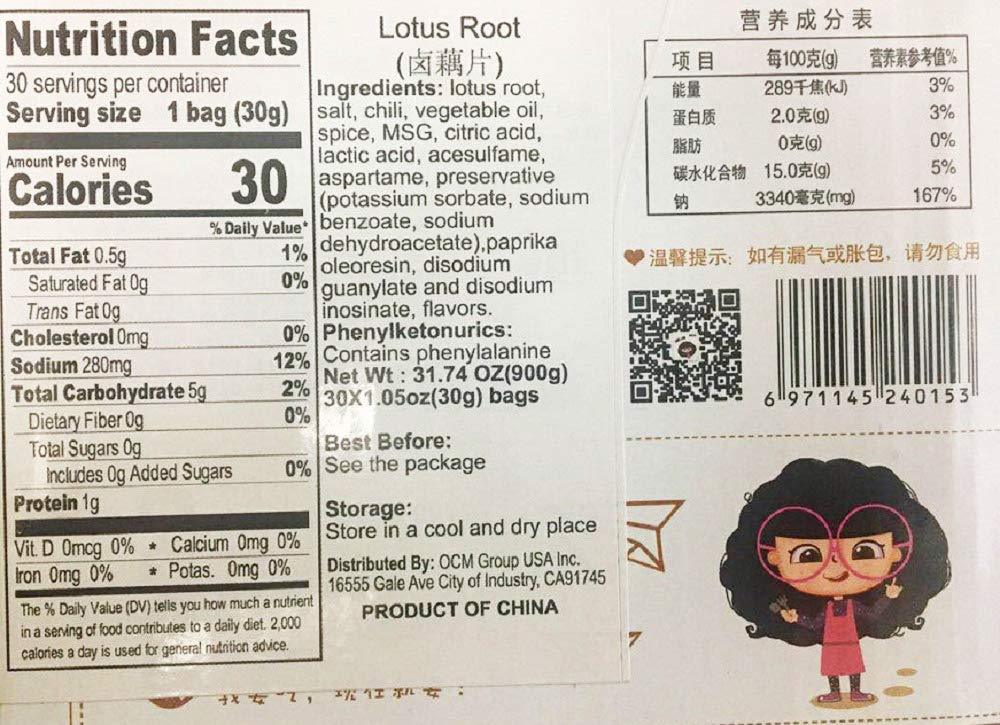 Nutrition Facts
30 servings per container
Serving size 1 bag (30g)
Amount Per Serving
Calories 30
% Daily Value*
Total Fat 0.5g 1%
Saturated Fat 0g 0%
Trans Fat 0g
Cholesterol 0mg 0%
Sodium 280mg 12%
Total Carbohydrate 5g 2%
Dietary Fiber 0g 0%
Total Sugars 0g
Includes 0g Added Sugars 0%
Protein 1g
Vit. D 0mcg 0% * Calcium 0mg 0%
Iron 0mg 0% * Potas. 0mg 0%
The % Daily Value (DV) tells you how much a nutrient
in a serving of food contributes to a daily diet. 2,000
calories a day is used for general nutrition advice.
Lotus Root
(卤藕片)
Ingredients: lotus root,
salt, chili, vegetable oil,
spice, MSG, citric acid,
lactic acid, acesulfame,
aspartame, preservative
(potassium sorbate, sodium
benzoate, sodium
dehydroacetate),paprika
oleoresin, disodium
guanylate and disodium
inosinate, flavors.
Phenylketonurics:
Contains phenylalanine
Net Wt : 31.74 OZ(900g)
30X1.05oz(30g) bags
Best Before:
See the package
Storage:
Store in a cool and dry place
Distributed By: OCM Group USA Inc.
16555 Gale Ave City of Industry, CA91745
PRODUCT OF CHINA
营养成分表
项目 每100克(g) 营养素参考值%
能量 289千焦(kJ) 3%
蛋白质 2.0克(g) 3%
脂肪 0克(g) 0%
碳水化合物 15.0克(g) 5%
钠 3340毫克(mg) 167%
温馨提示: 如有漏气或胀包，请勿食用
6 971145 240153